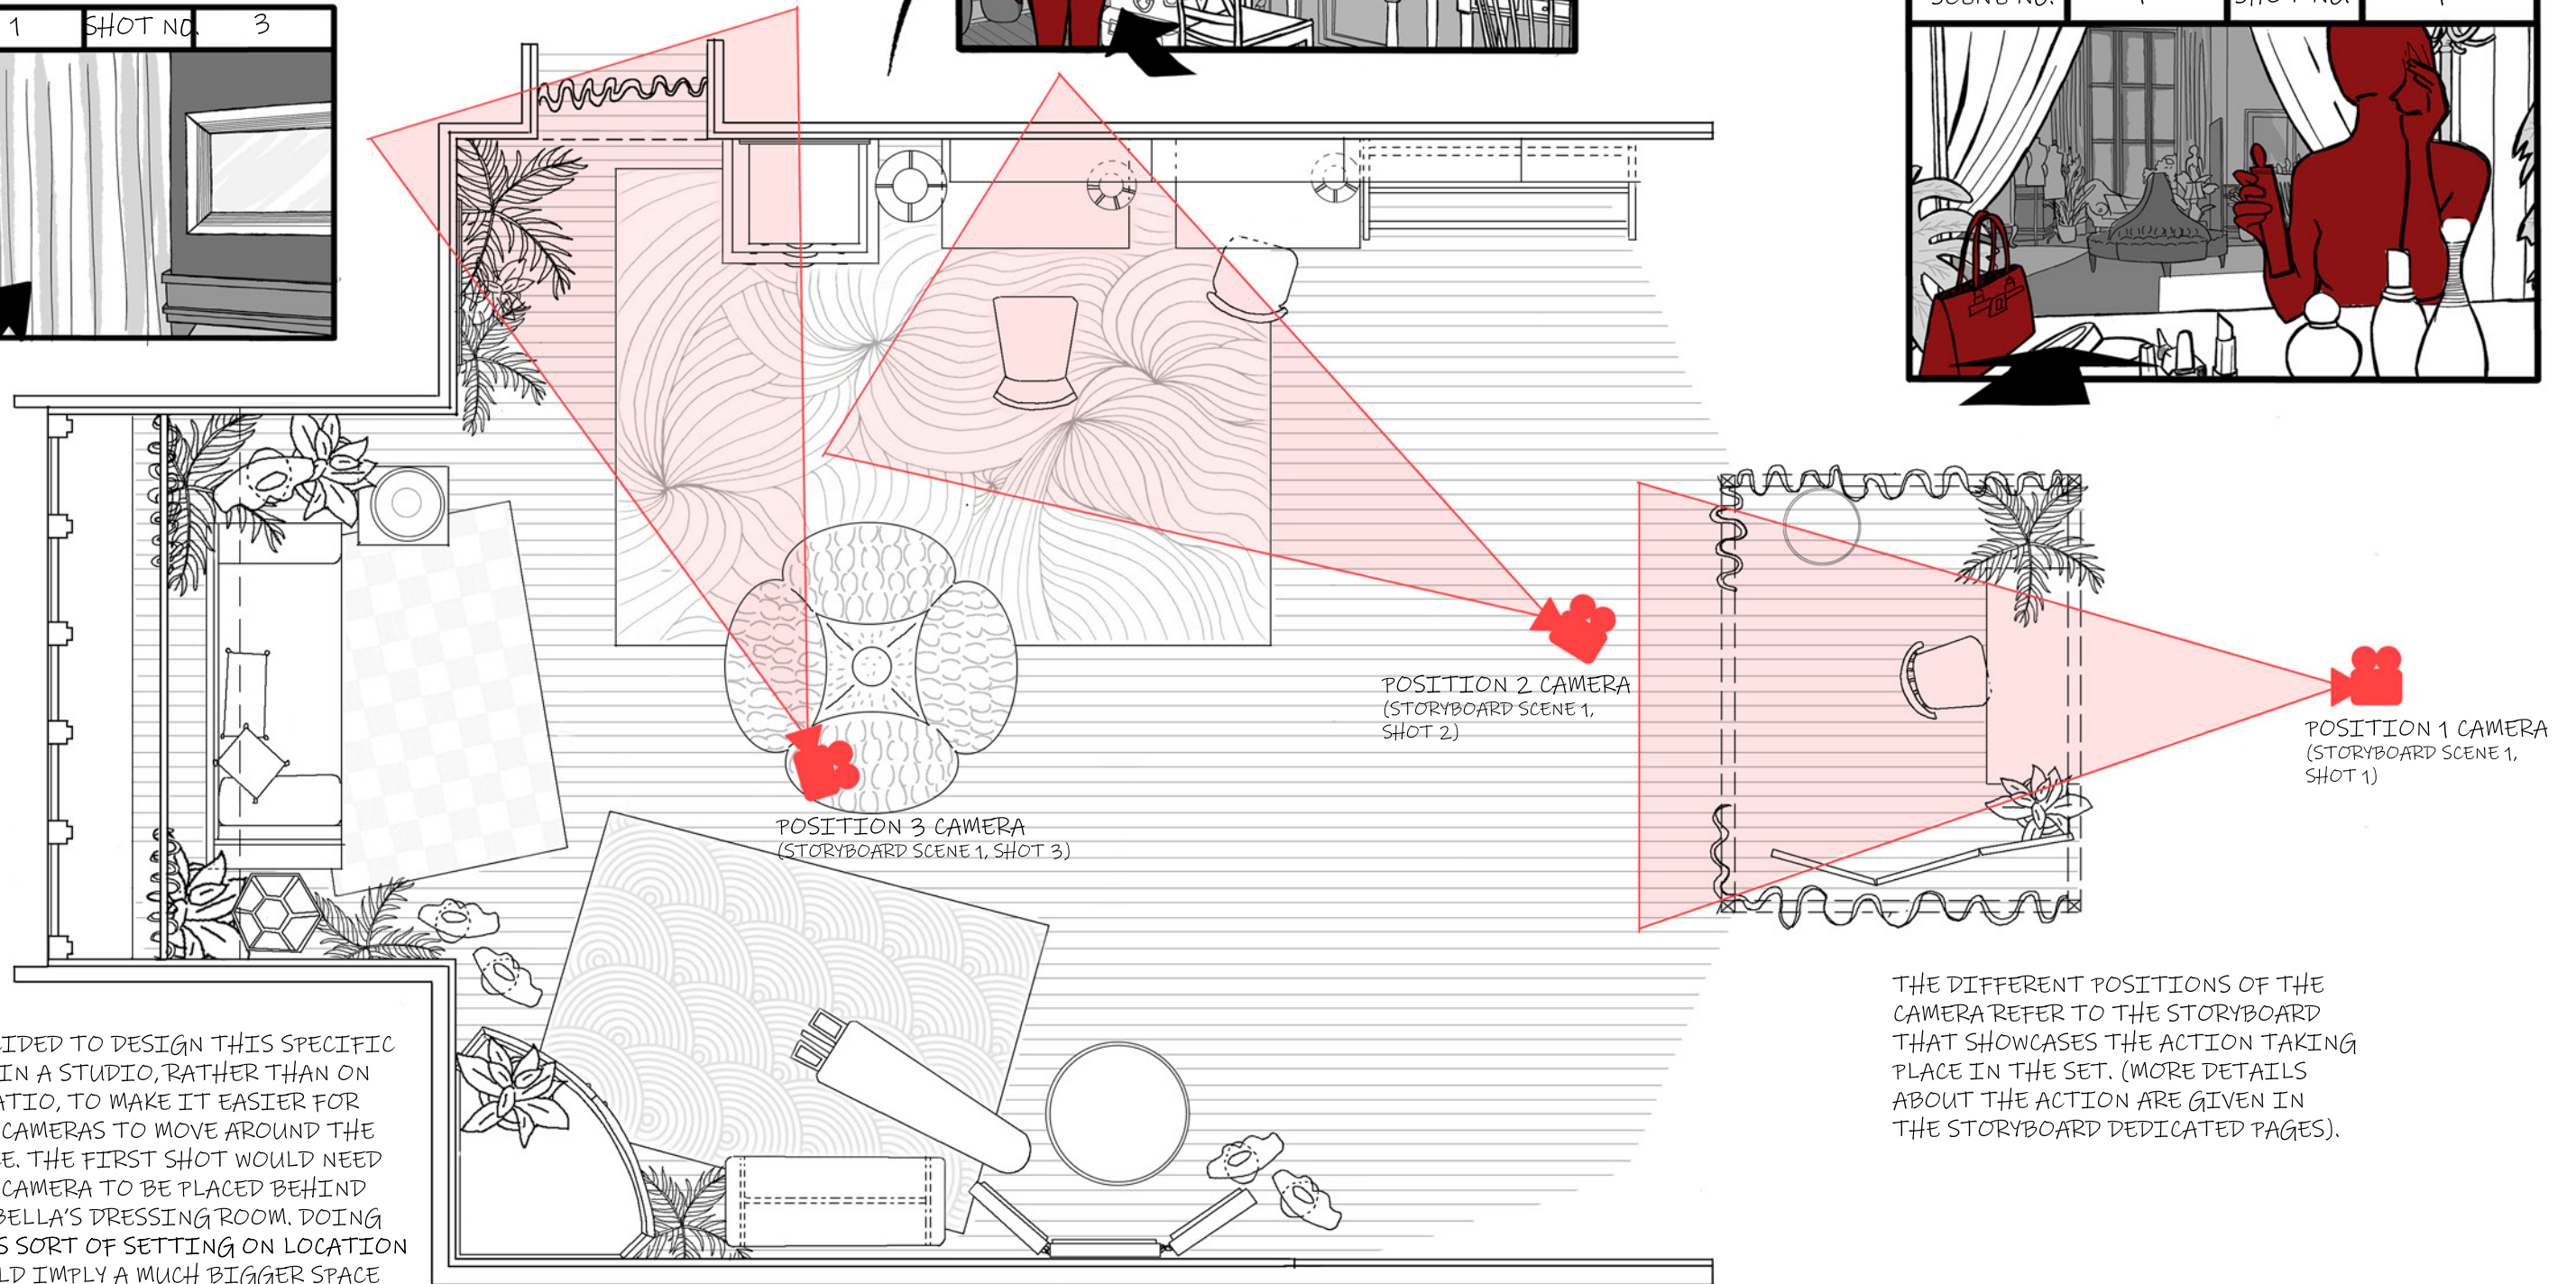 1 SHOT NO. 3
POSITION 2 CAMERA
(STORYBOARD SCENE 1,
SHOT 2)
POSITION 1 CAMERA
(STORYBOARD SCENE 1,
SHOT 1)
POSITION 3 CAMERA
(STORYBOARD SCENE 1, SHOT 3)
THE DIFFERENT POSITIONS OF THE
CAMERA REFER TO THE STORYBOARD
THAT SHOWCASES THE ACTION TAKING
PLACE IN THE SET. (MORE DETAILS
ABOUT THE ACTION ARE GIVEN IN
THE STORYBOARD DEDICATED PAGES).
TO DESIGN THIS SPECIFIC
IN A STUDIO, RATHER THAN ON
TO MAKE IT EASIER FOR
CAMERAS TO MOVE AROUND THE
THE FIRST SHOT WOULD NEED
CAMERA TO BE PLACED BEHIND
DRESSING ROOM. DOING
SORT OF SETTING ON LOCATION
IMPLY A MUCH BIGGER SPACE